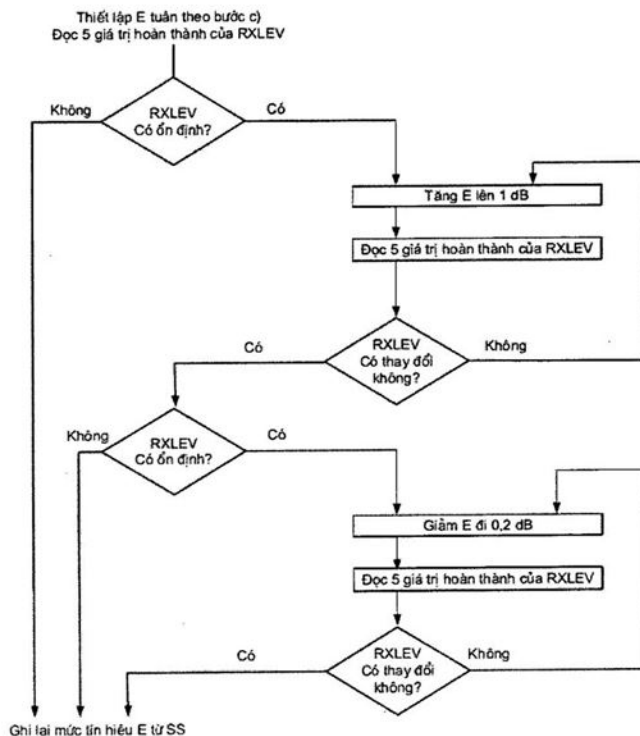 Thiết lập E tuân theo bước c)
Đọc 5 giá trị hoàn thành của RXLEV
Không
RXLEV
Có ổn định?
Có
Tăng E lên 1 dB
Đọc 5 giá trị hoàn thành của RXLEV
Có
RXLEV
Có thay đổi
không?
Không
Không
RXLEV
Có ổn định?
Có
Giảm E đi 0,2 dB
Đọc 5 giá trị hoàn thành của RXLEV
Có
RXLEV
Có thay đổi
không?
Không
Ghi lại mức tín hiệu E từ SS